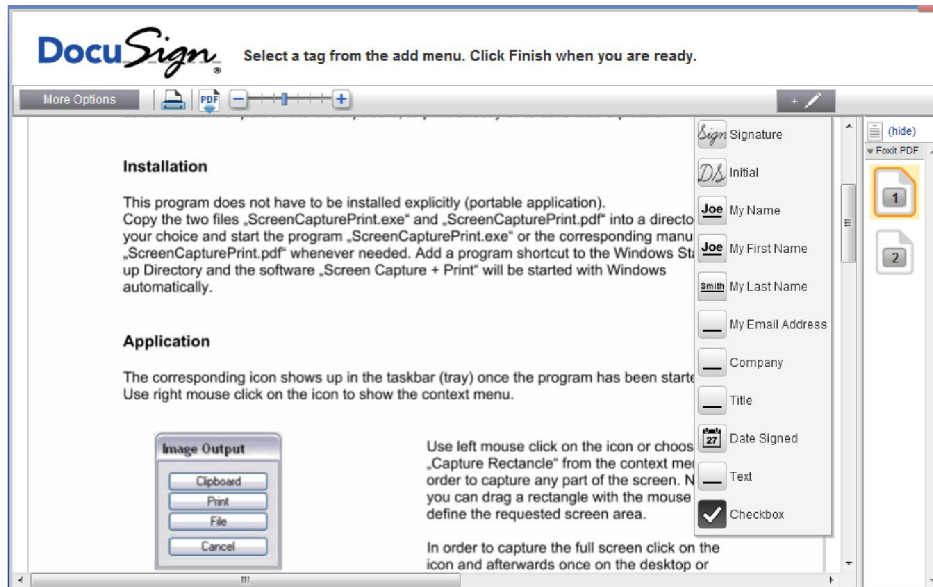 DocuSign® Select a tag from the add menu. Click Finish when you are ready.
More Options
PDF
+
Installation
This program does not have to be installed explicitly (portable application).
Copy the two files „ScreenCapturePrint.exe“ and „ScreenCapturePrint.pdf“ into a directo
your choice and start the program „ScreenCapturePrint.exe“ or the corresponding manu
„ScreenCapturePrint.pdf“ whenever needed. Add a program shortcut to the Windows Sta
up Directory and the software „Screen Capture + Print“ will be started with Windows
automatically.
Application
The corresponding icon shows up in the taskbar (tray) once the program has been starte
Use right mouse click on the icon to show the context menu.
Image Output
Clipboard
Print
File
Cancel
Use left mouse click on the icon or choos
„Capture Rectancle“ from the context me
order to capture any part of the screen. N
you can drag a rectangle with the mouse
define the requested screen area.
In order to capture the full screen click on the
icon and afterwards once on the desktop or
Sign Signature
DS Initial
Joe My Name
Joe My First Name
Smith My Last Name
My Email Address
Company
Title
27 Date Signed
Text
Checkbox
(hide)
Foxit PDF
1
2